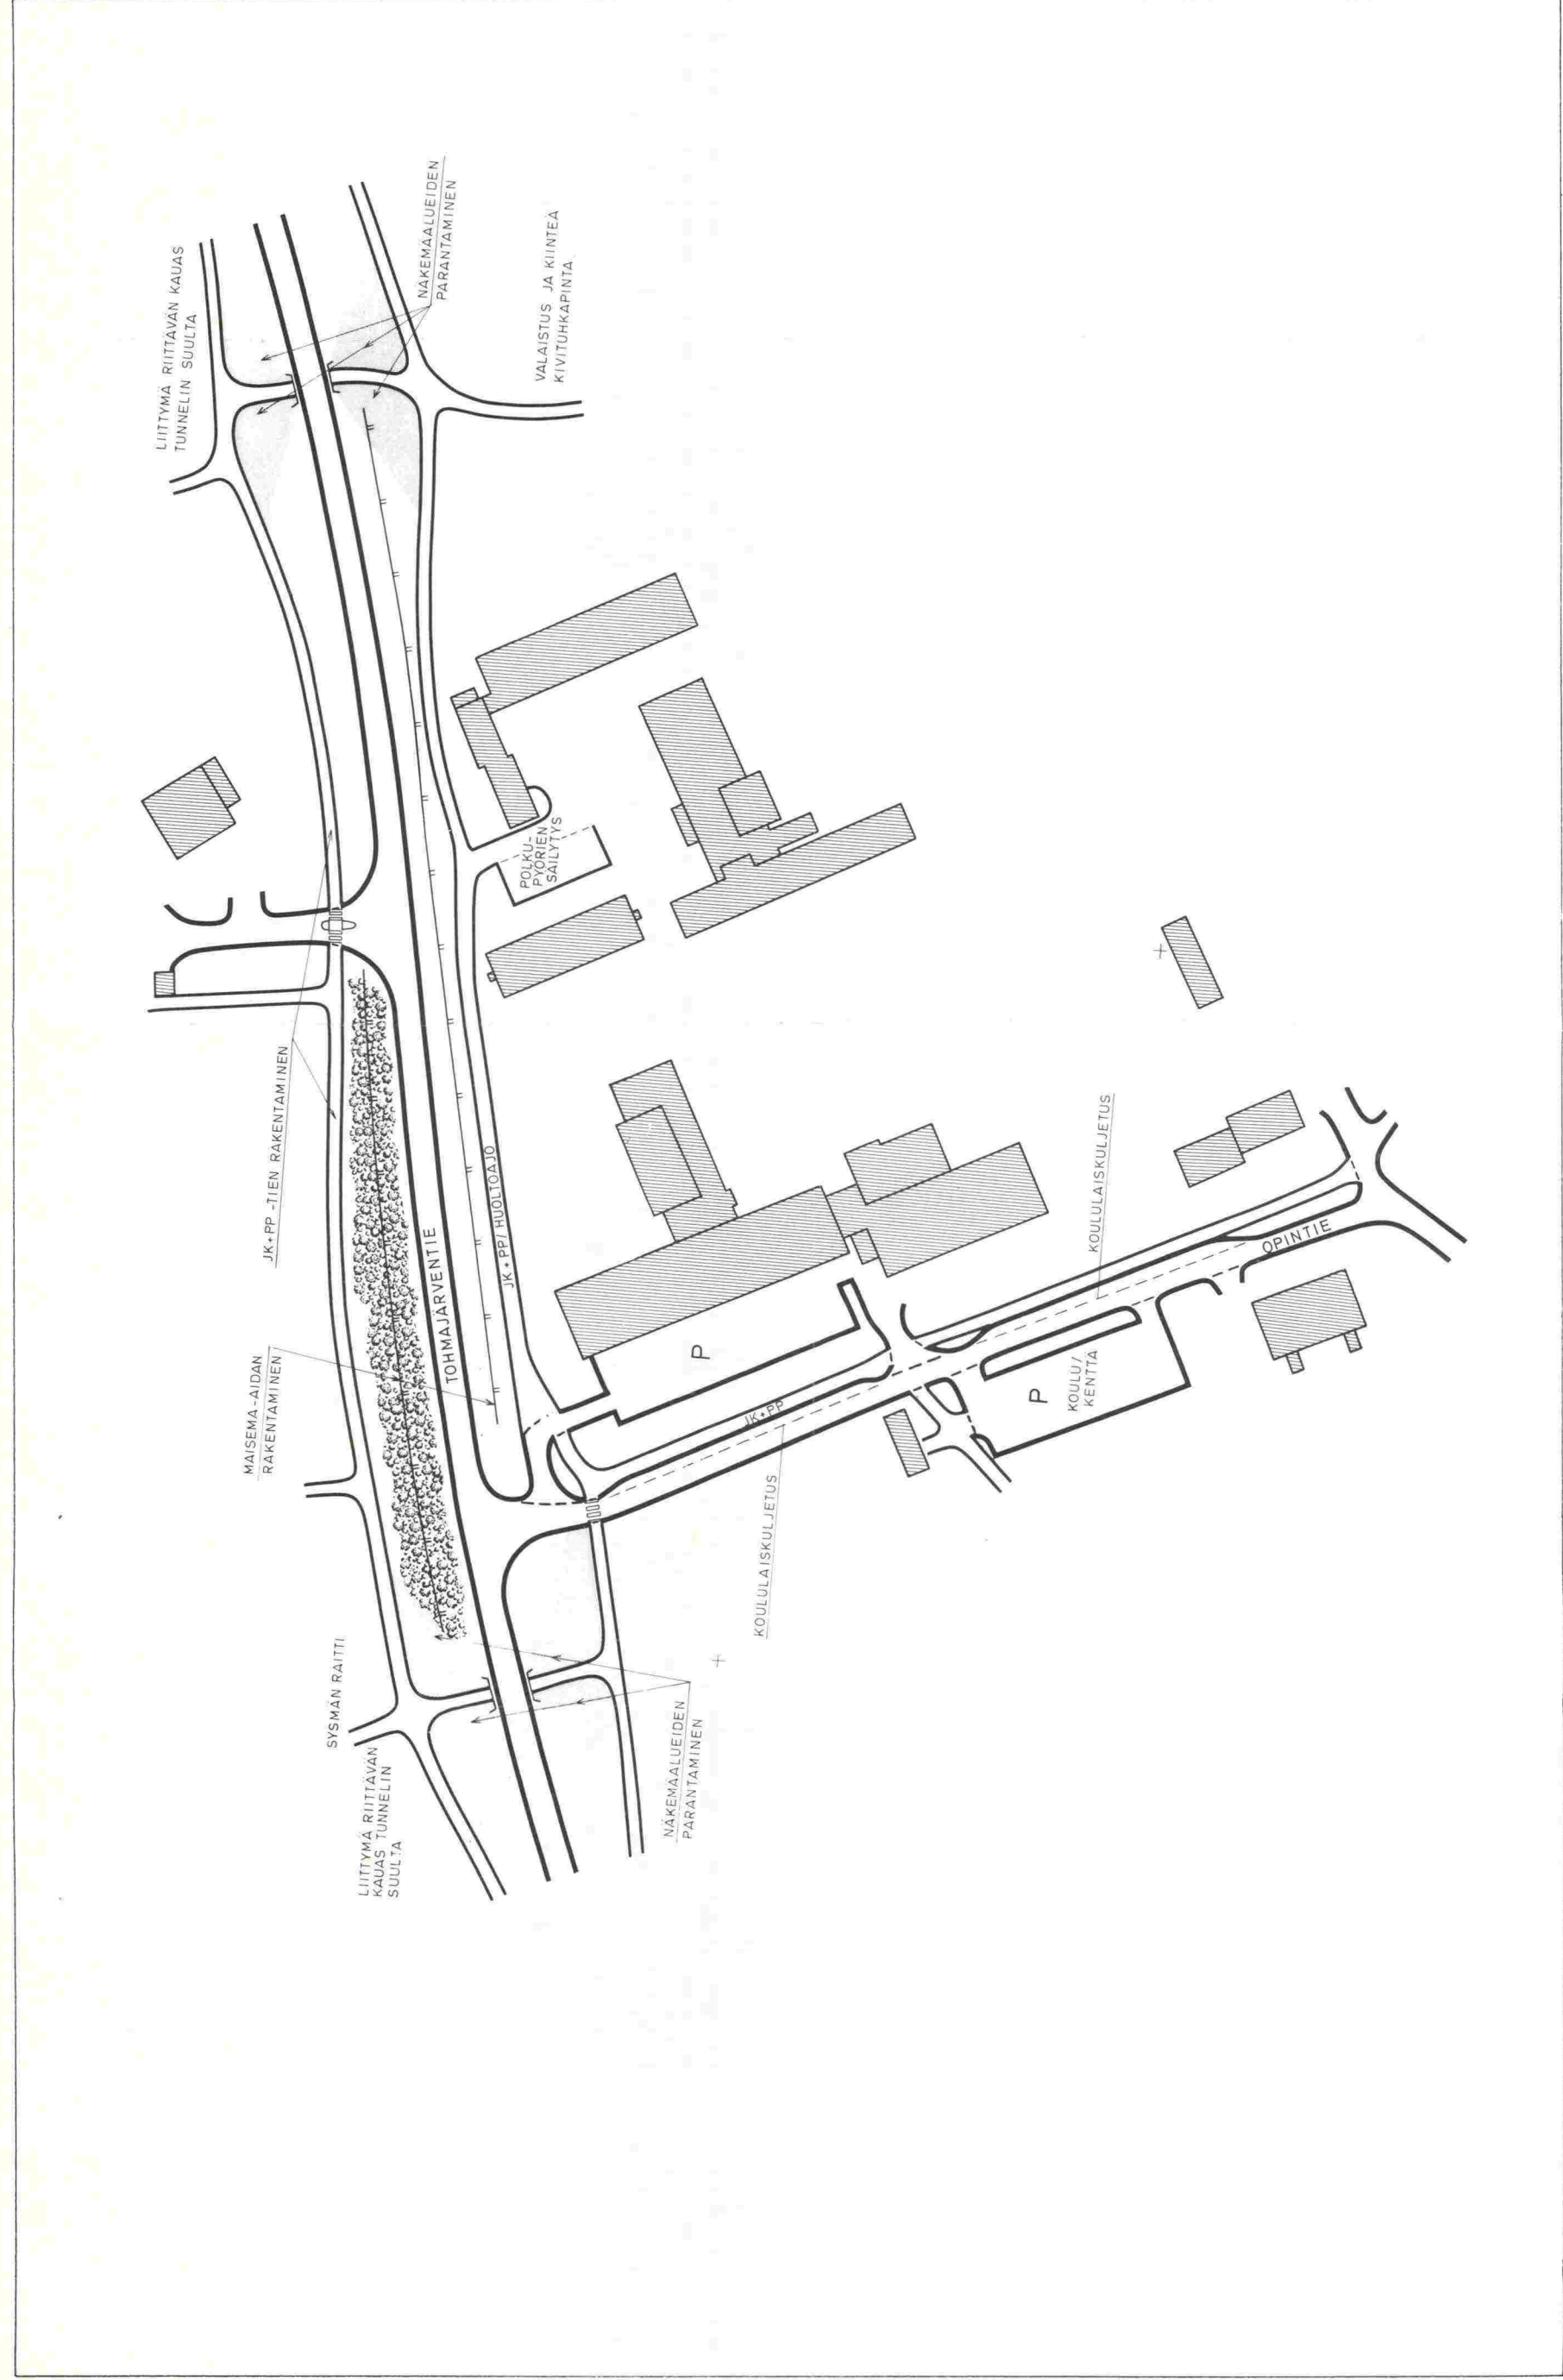 LIITTYMÄ RIITTÄVÄN KAUAS
TUNNELIN SUULTA
NÄKEMÄALUEIDEN
PARANTAMINEN
VALAISTUS JA KIINTEÄ
KIVITUHKAPINTA
POLKU-
PYÖRIEN
SÄILYTYS
JK+PP -TIEN RAKENTAMINEN
MAISEMA-AIDAN
RAKENTAMINEN
TOHMAJÄRVENTIE
JK+PP/HUOLTOAJO
P
JK+PP
KOULULAISKULJETUS
OPINTIE
P
KOULU/
KENTTÄ
KOULULAISKULJETUS
SYSMÄN RAITTI
LIITTYMÄ RIITTÄVÄN
KAUAS TUNNELIN
SUULTA
NÄKEMÄALUEIDEN
PARANTAMINEN